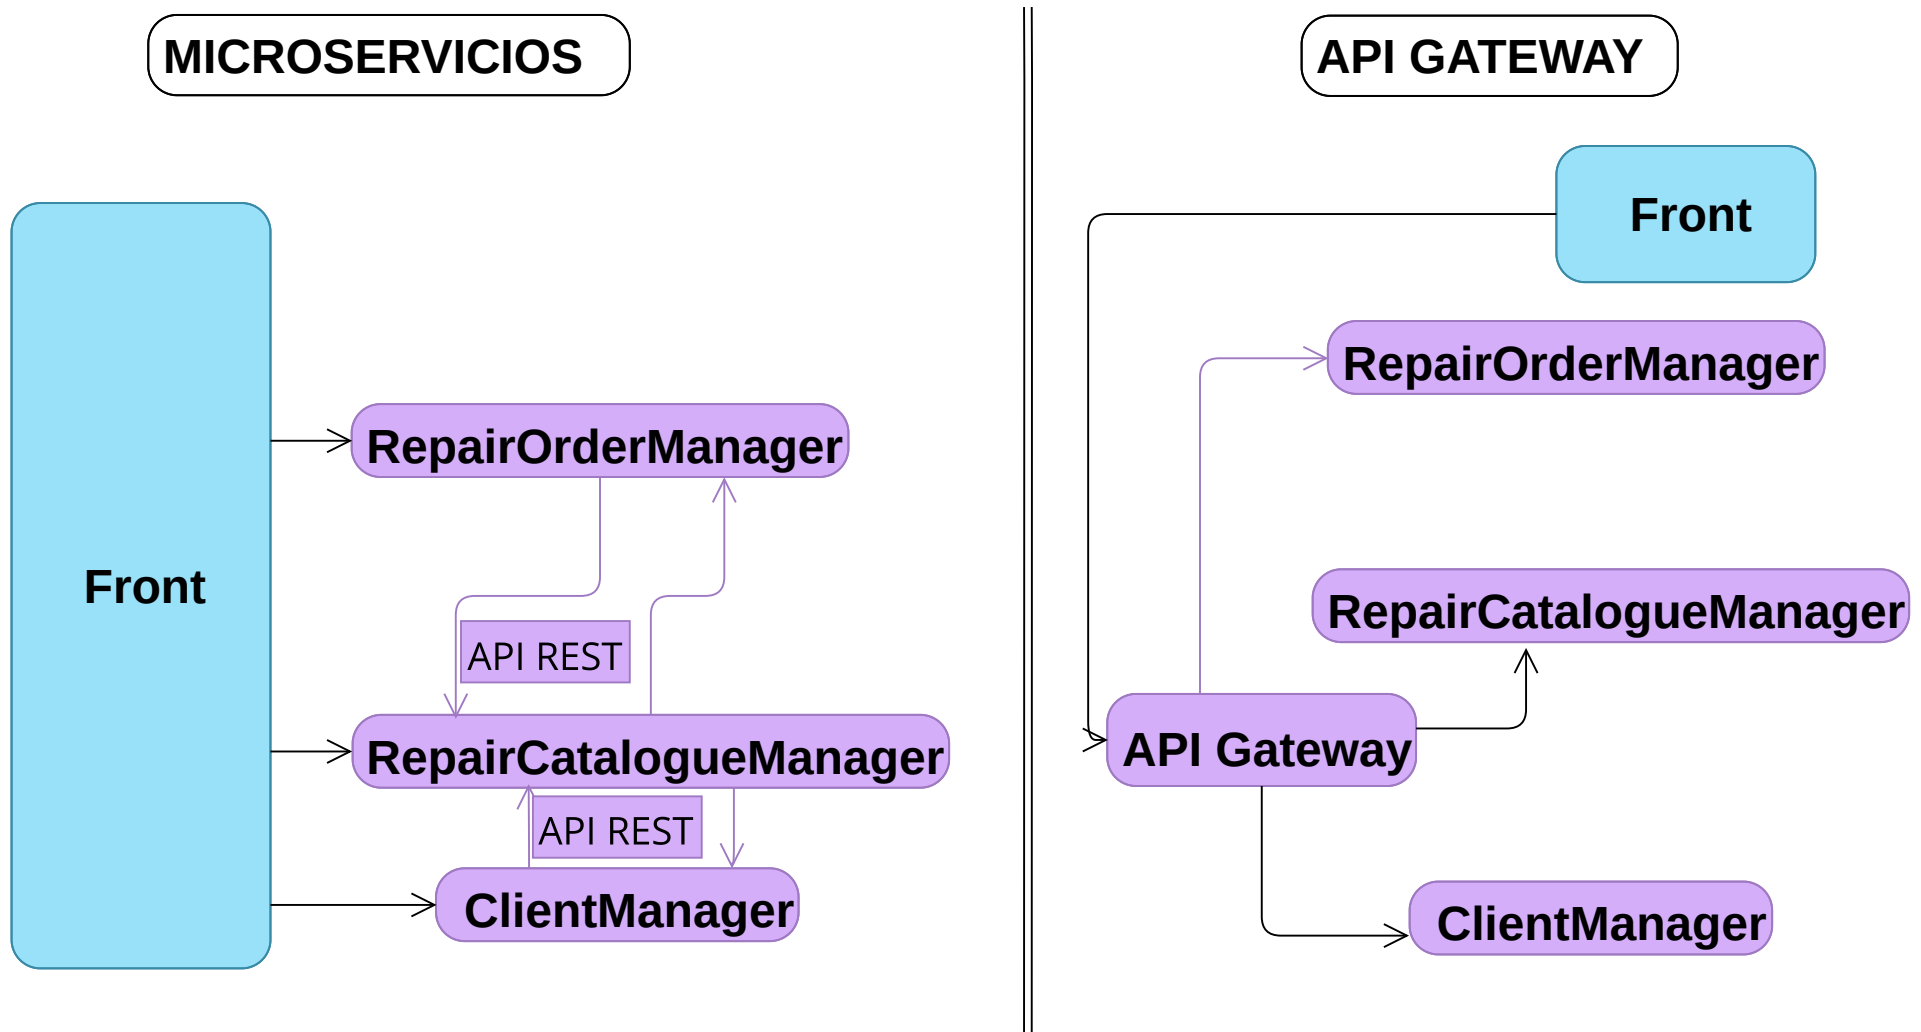 MICROSERVICIOS
Front
RepairOrderManager
API REST
RepairCatalogueManager
API REST
ClientManager
API GATEWAY
Front
RepairOrderManager
RepairCatalogueManager
API Gateway
ClientManager